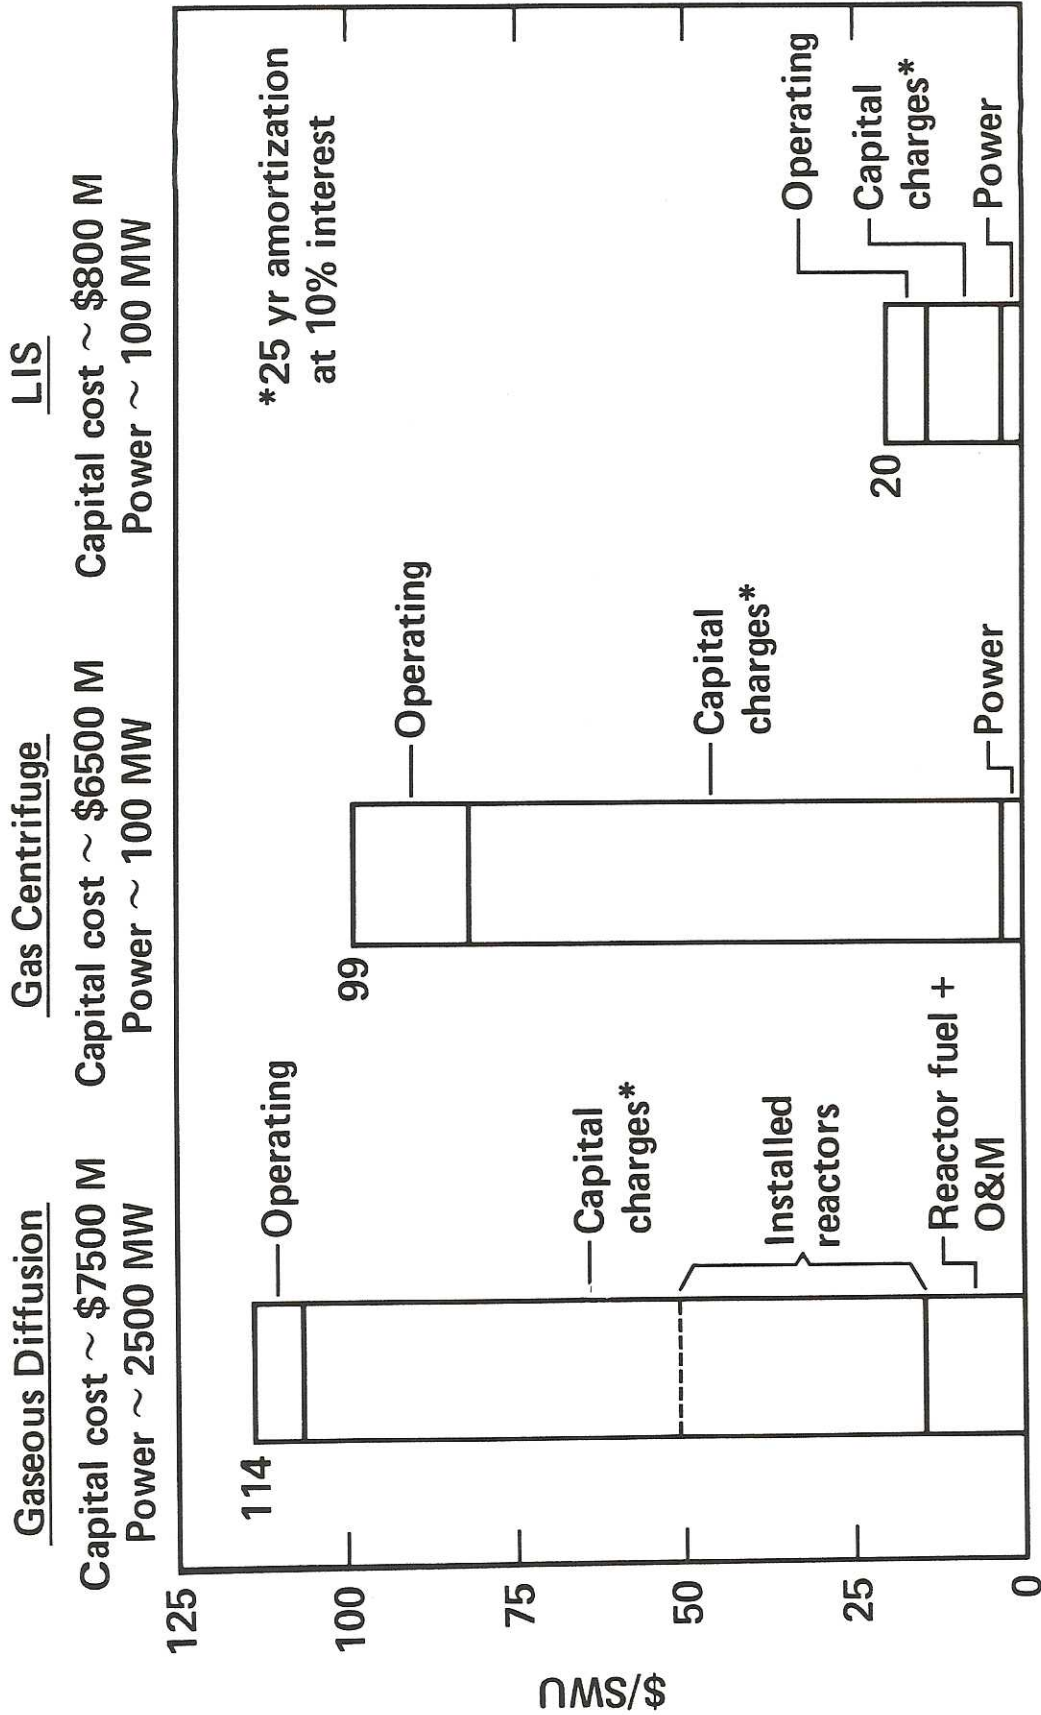 Gaseous Diffusion
Capital cost ~ $7500 M
Power ~ 2500 MW
Gas Centrifuge
Capital cost ~ $6500 M
Power ~ 100 MW
LIS
Capital cost ~ $800 M
Power ~ 100 MW
*25 yr amortization
at 10% interest
$/SWU
125
100
75
50
25
0
114
Operating
Capital
charges*
Installed
reactors
Reactor fuel +
O&M
99
Operating
Capital
charges*
Power
20
Operating
Capital
charges*
Power